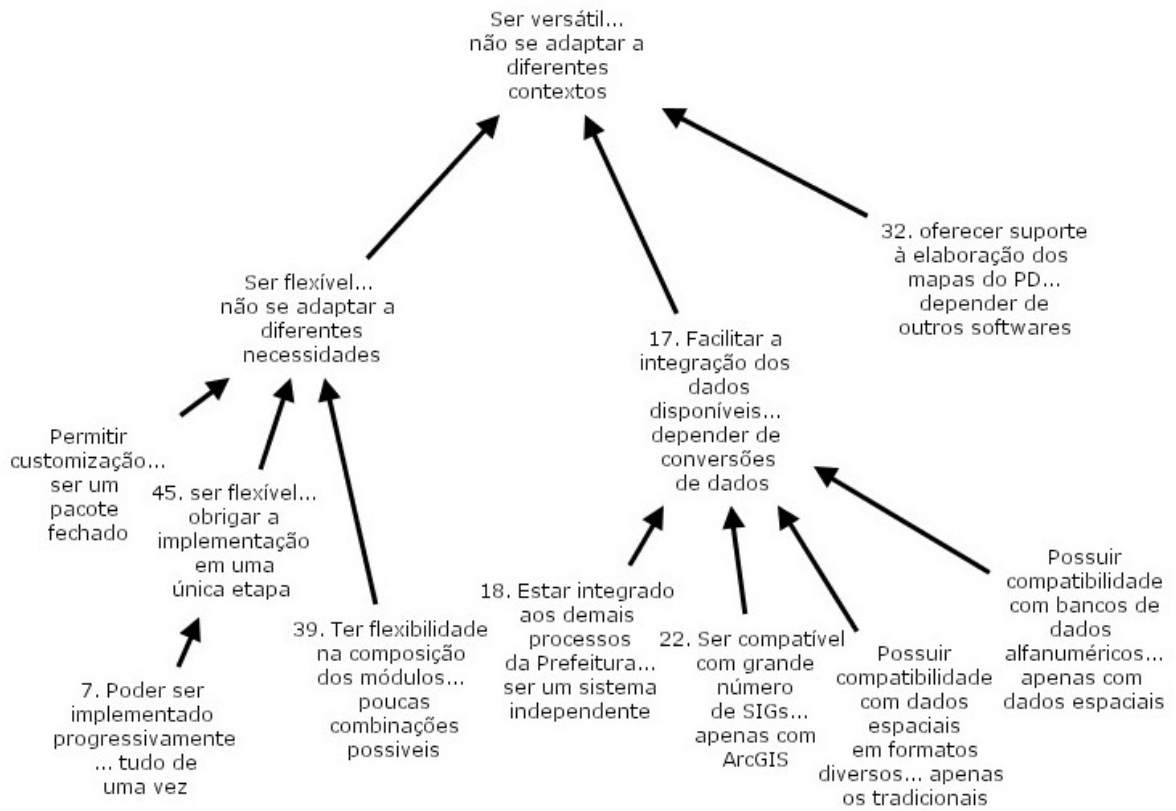 Ser versátil...
não se adaptar a
diferentes
contextos
32. oferecer suporte
à elaboração dos
mapas do PD...
depender de
outros softwares
Ser flexível...
não se adaptar a
diferentes
necessidades
17. Facilitar a
integração dos
dados
disponíveis...
depender de
conversões
de dados
Permitir
customização...
ser um
pacote
fechado
45. ser flexível...
obrigar a
implementação
em uma
única etapa
7. Poder ser
implementado
progressivamente
... tudo de
uma vez
39. Ter flexibilidade
na composição
dos módulos...
poucas
combinações
possiveis
18. Estar integrado
aos demais
processos
da Prefeitura...
ser um sistema
independente
22. Ser compatível
com grande
número
de SIGs...
apenas com
ArcGIS
Possuir
compatibilidade
com dados
espaciais
em formatos
diversos... apenas
os tradicionais
Possuir
compatibilidade
com bancos de
dados
alfanuméricos...
apenas com
dados espaciais